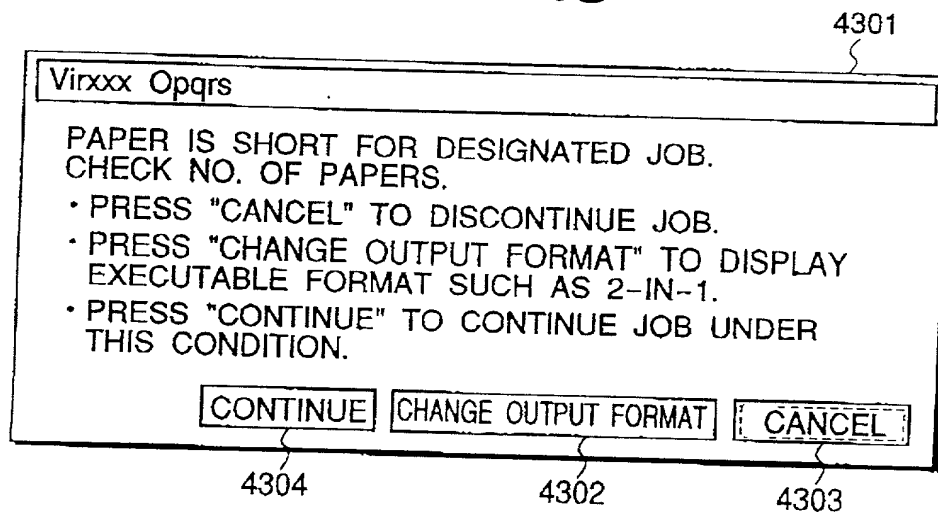 4301
Virxxx Opqrs
PAPER IS SHORT FOR DESIGNATED JOB.
CHECK NO. OF PAPERS.
· PRESS "CANCEL" TO DISCONTINUE JOB.
· PRESS "CHANGE OUTPUT FORMAT" TO DISPLAY
EXECUTABLE FORMAT SUCH AS 2-IN-1.
· PRESS "CONTINUE" TO CONTINUE JOB UNDER
THIS CONDITION.
CONTINUE CHANGE OUTPUT FORMAT CANCEL
4304 4302 4303